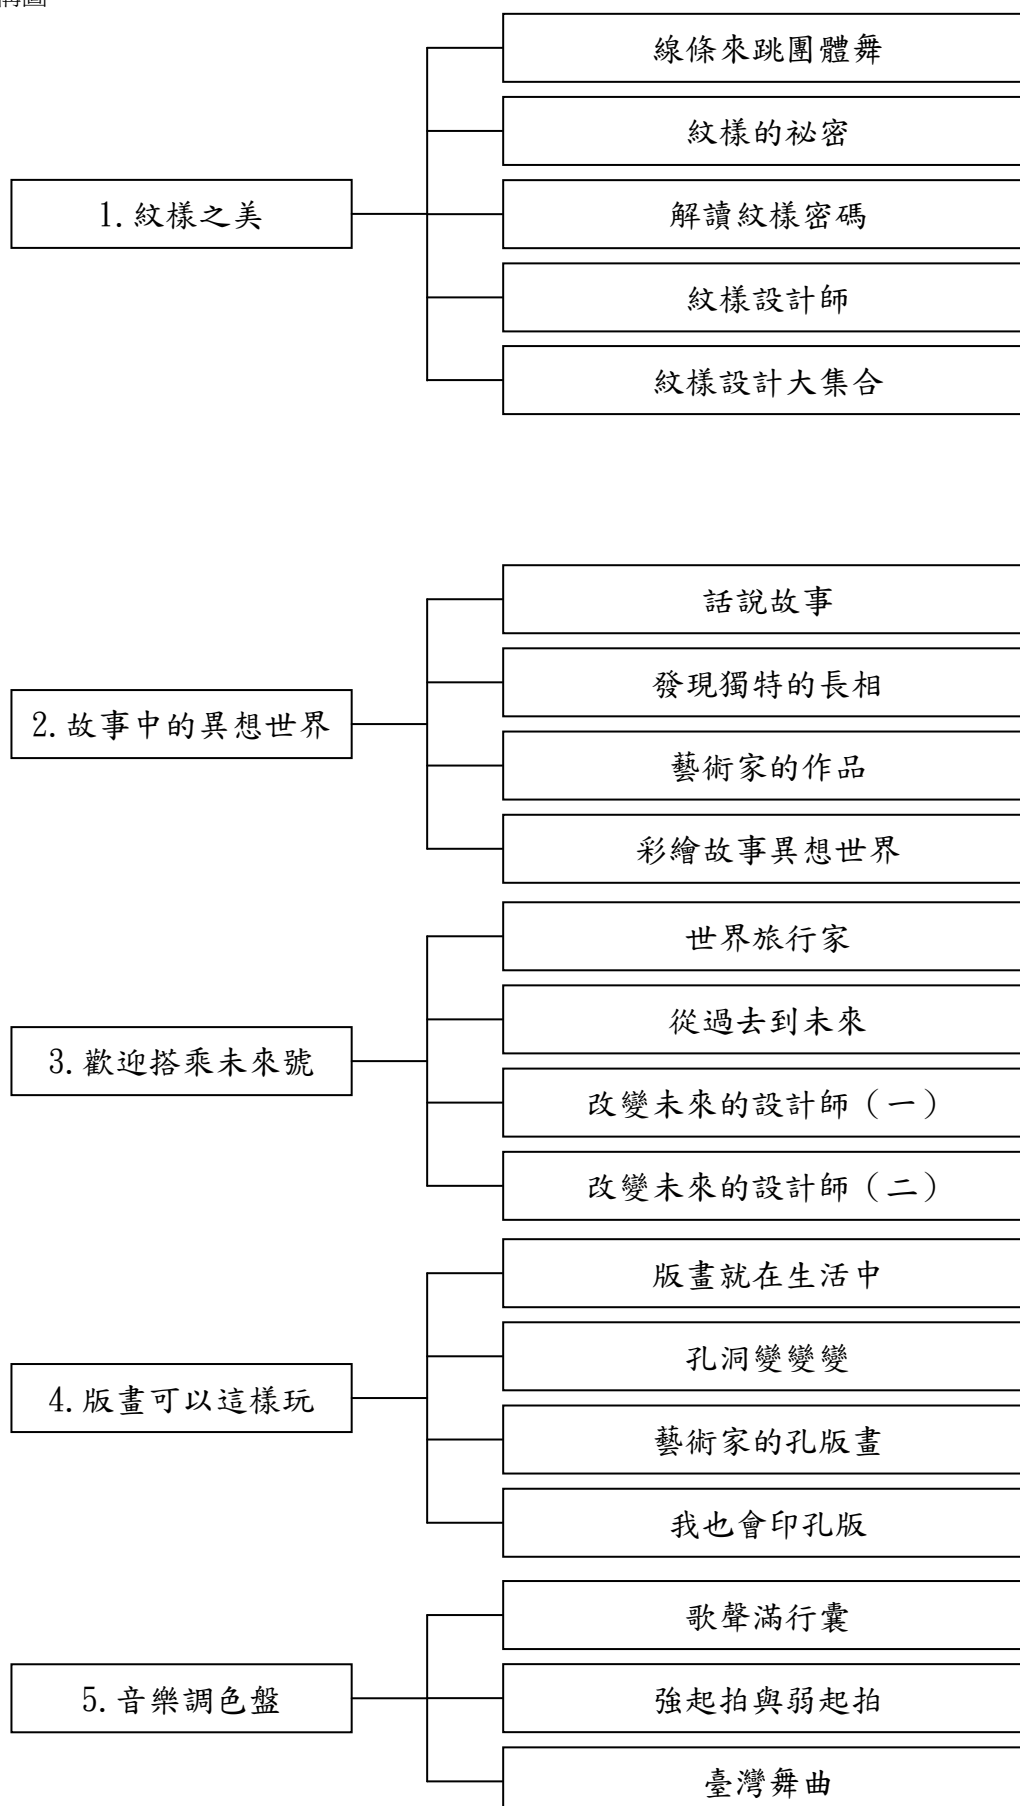 1.紋樣之美
線條來跳團體舞
紋樣的祕密
解讀紋樣密碼
紋樣設計師
紋樣設計大集合
2.故事中的異想世界
話說故事
發現獨特的長相
藝術家的作品
彩繪故事異想世界
3.歡迎搭乘未來號
世界旅行家
從過去到未來
改變未來的設計師（一）
改變未來的設計師（二）
4.版畫可以這樣玩
版畫就在生活中
孔洞變變變
藝術家的孔版畫
我也會印孔版
5.音樂調色盤
歌聲滿行囊
強起拍與弱起拍
臺灣舞曲